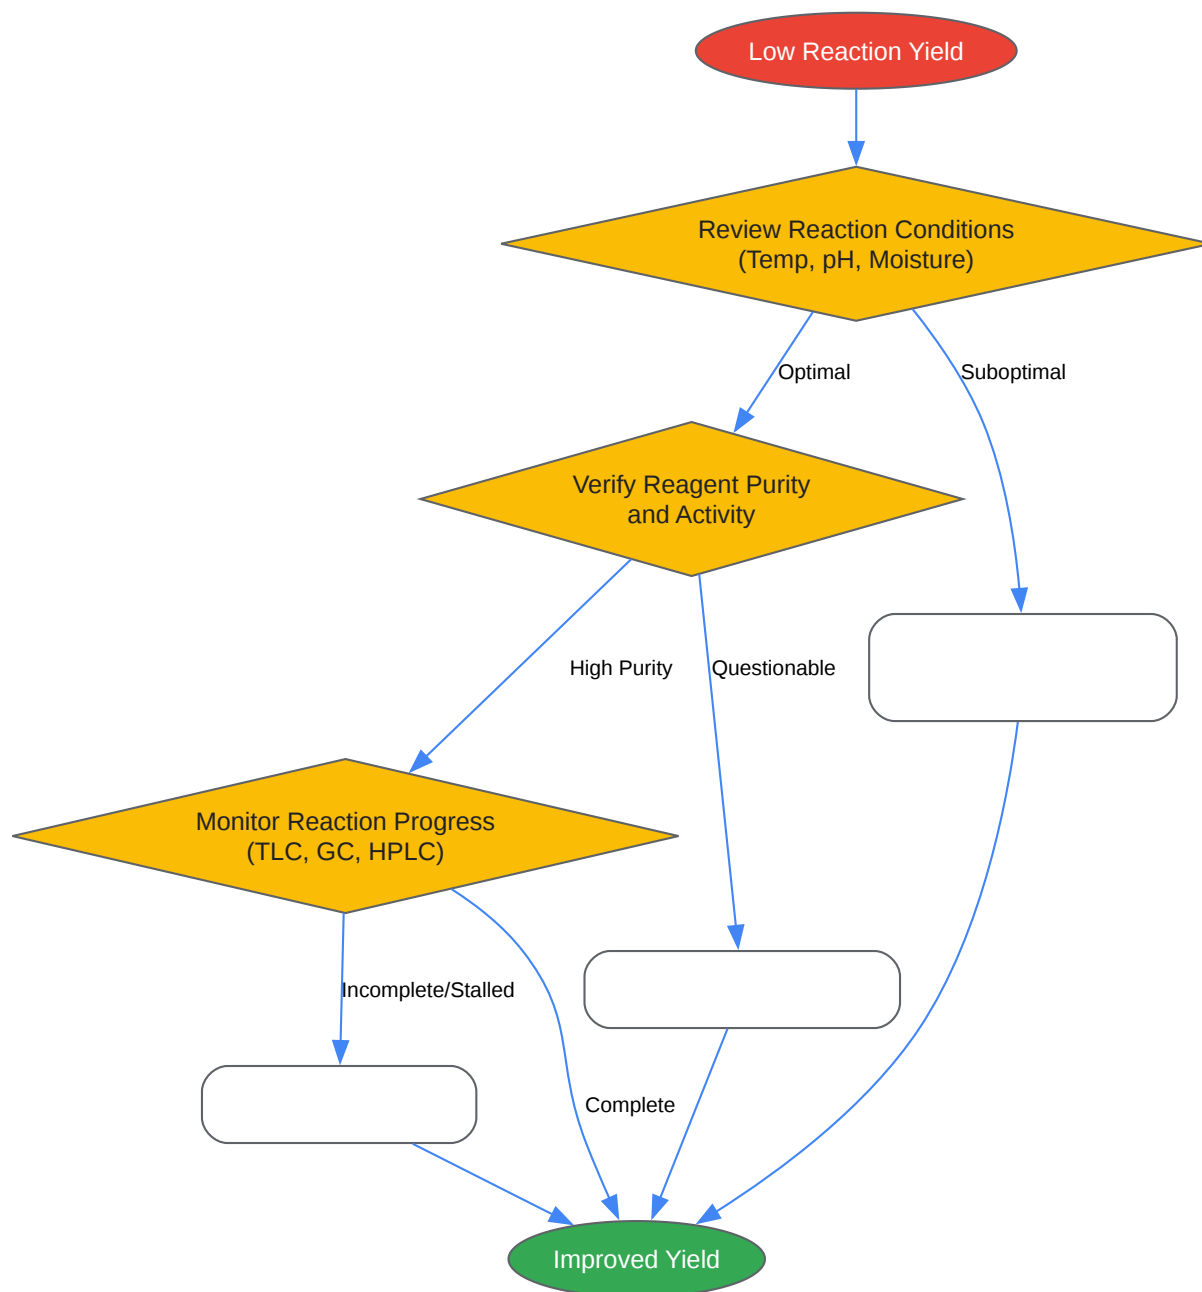 Low Reaction Yield
Review Reaction Conditions
(Temp, pH, Moisture)
Optimal
Suboptimal
Verify Reagent Purity
and Activity
High Purity
Questionable
Monitor Reaction Progress
(TLC, GC, HPLC)
Incomplete/Stalled
Complete
Improved Yield